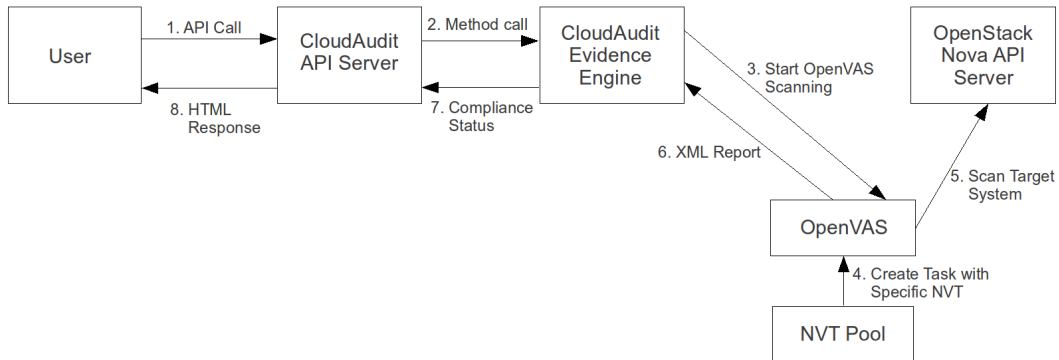 User
1. API Call
8. HTML
Response
CloudAudit
API Server
2. Method call
7. Compliance
Status
CloudAudit
Evidence
Engine
3. Start OpenVAS
Scanning
6. XML Report
OpenStack
Nova API
Server
5. Scan Target
System
OpenVAS
4. Create Task with
Specific NVT
NVT Pool